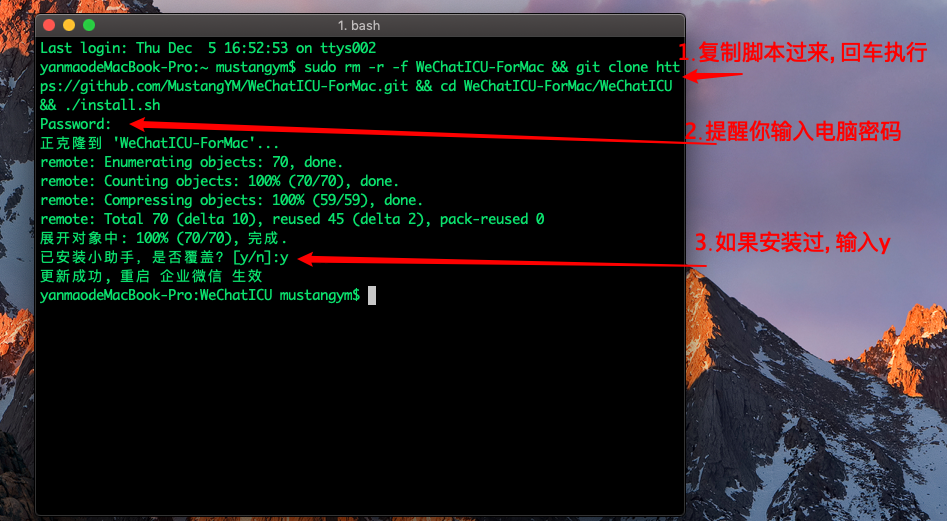 1. bash
Last login: Thu Dec  5 16:52:53 on ttys002
yanmaodeMacBook-Pro:~ mustangym$ sudo rm -r -f WeChatICU-ForMac && git clone htt
ps://github.com/MustangYM/WeChatICU-ForMac.git && cd WeChatICU-ForMac/WeChatICU
&& ./install.sh
Password:
正克隆到 'WeChatICU-ForMac'...
remote: Enumerating objects: 70, done.
remote: Counting objects: 100% (70/70), done.
remote: Compressing objects: 100% (59/59), done.
remote: Total 70 (delta 10), reused 45 (delta 2), pack-reused 0
展开对象中: 100% (70/70), 完成.
已安装小助手，是否覆盖? [y/n]:y
更新成功, 重启 企业微信 生效
yanmaodeMacBook-Pro:WeChatICU mustangym$
1.复制脚本过来,回车执行
2.提醒你输入电脑密码
3.如果安装过,输入y